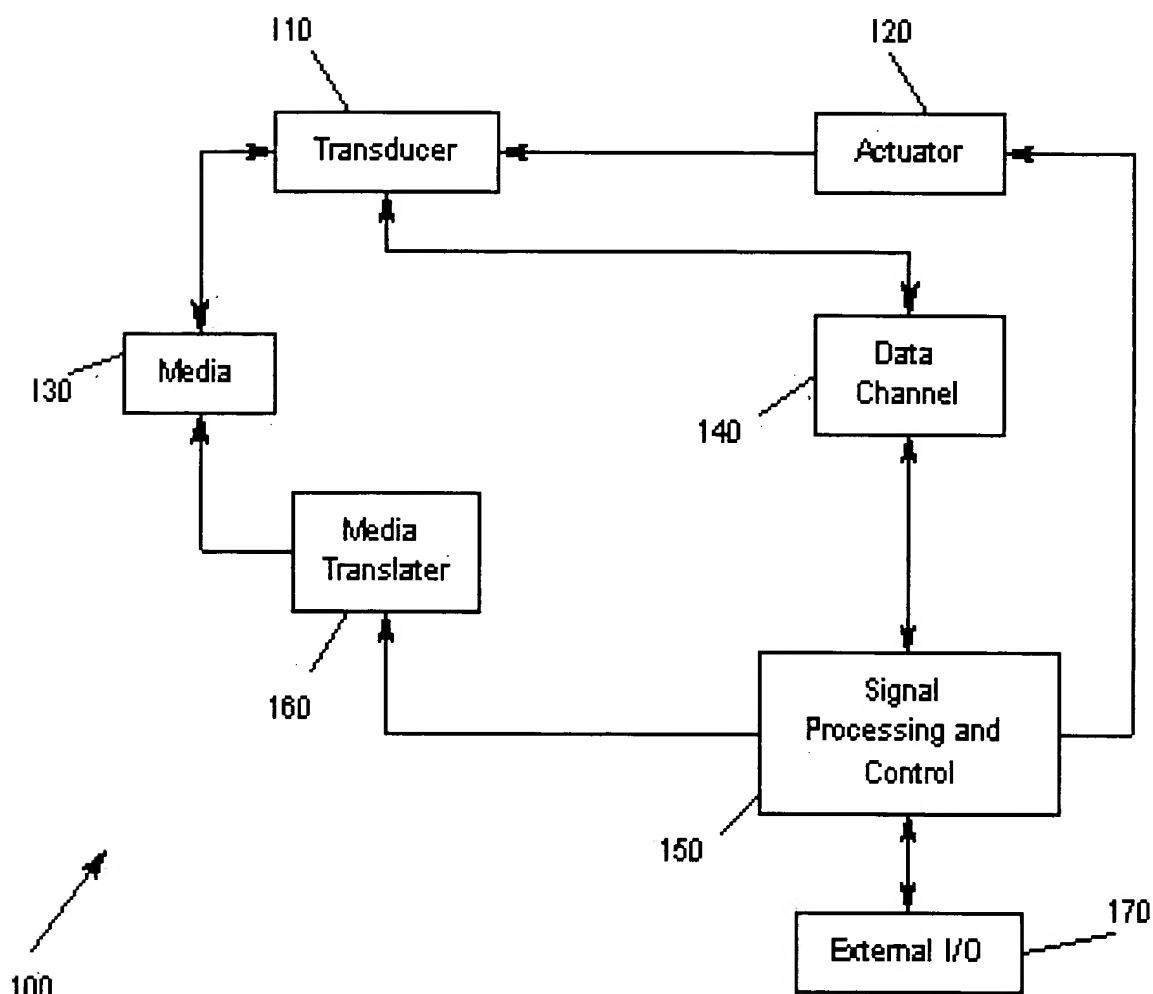 110
120
Transducer
Actuator
130
Media
Data
Channel
140
Media
Translater
160
Signal
Processing and
Control
150
170
External I/O
100